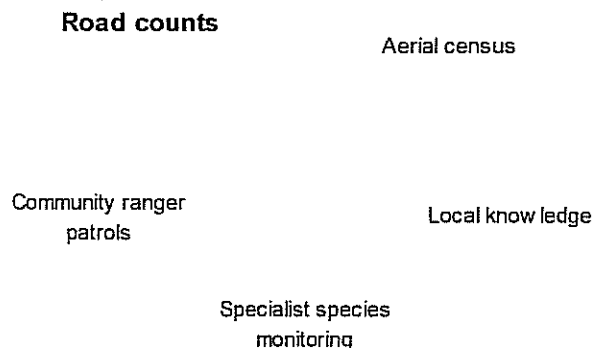 Road counts
Aerial census
Community ranger
patrols
Local know ledge
Specialist species
monitoring